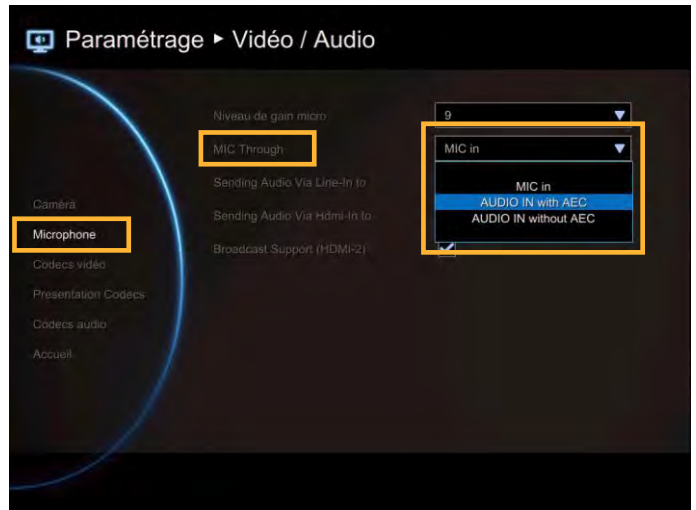 Paramétrage ▸ Vidéo / Audio
Niveau de gain micro 9
MIC Through MIC in
MIC in
AUDIO IN with AEC
AUDIO IN without AEC
Sending Audio Via Line-In to
Sending Audio Via Hdmi-In to
Broadcast Support (HDMI-2)
Caméra
Microphone
Codecs vidéo
Presentation Codecs
Codecs audio
Accueil